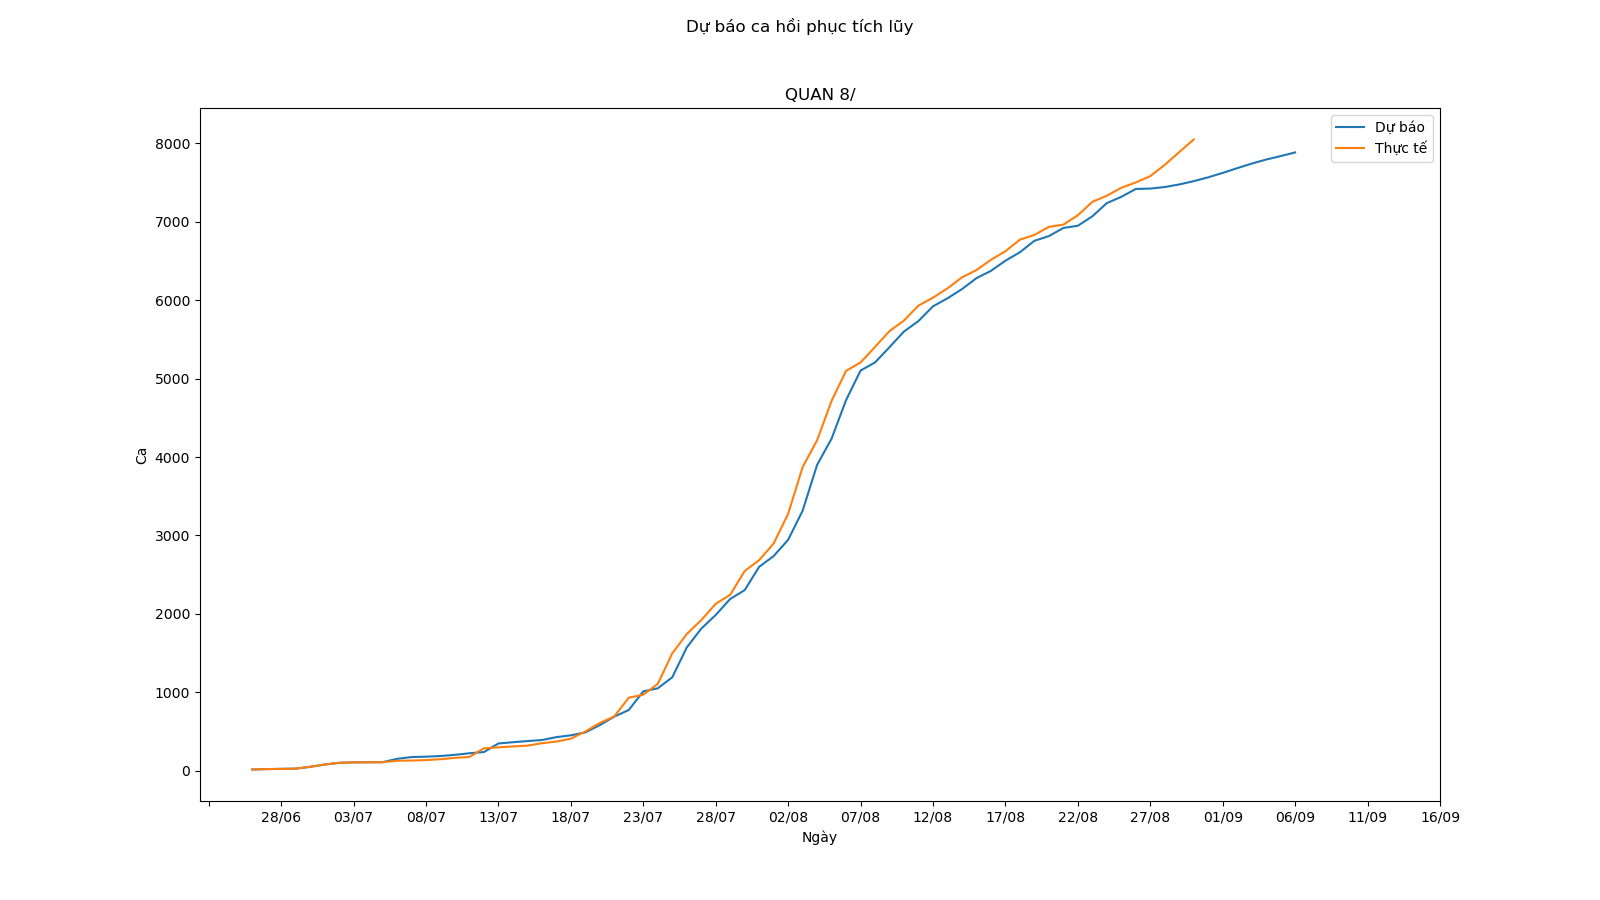 Dự báo ca hồi phục tích lũy
QUAN 8/
Dự báo
Thực tế
8000
7000
6000
5000
4000
3000
2000
1000
0
Ca
28/06 03/07 08/07 13/07 18/07 23/07 28/07 02/08 07/08 12/08 17/08 22/08 27/08 01/09 06/09 11/09 16/09
Ngày